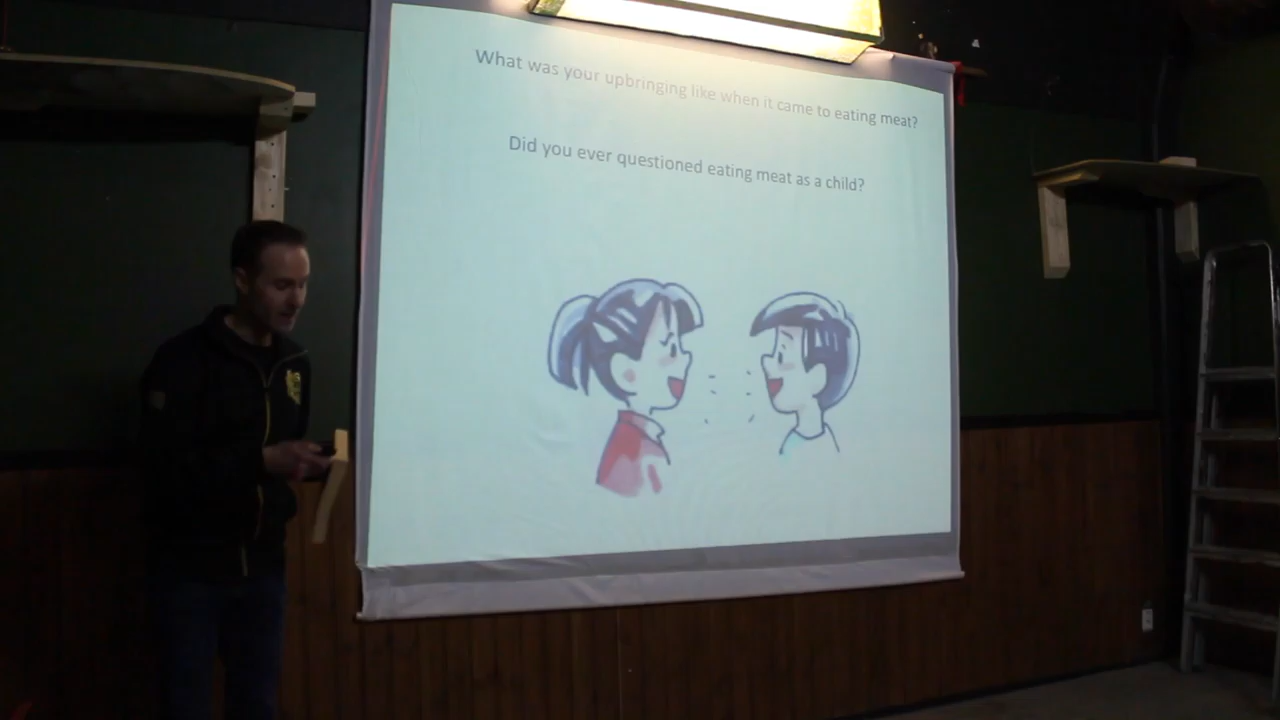 What was your upbringing like when it came to eating meat?
Did you ever questioned eating meat as a child?